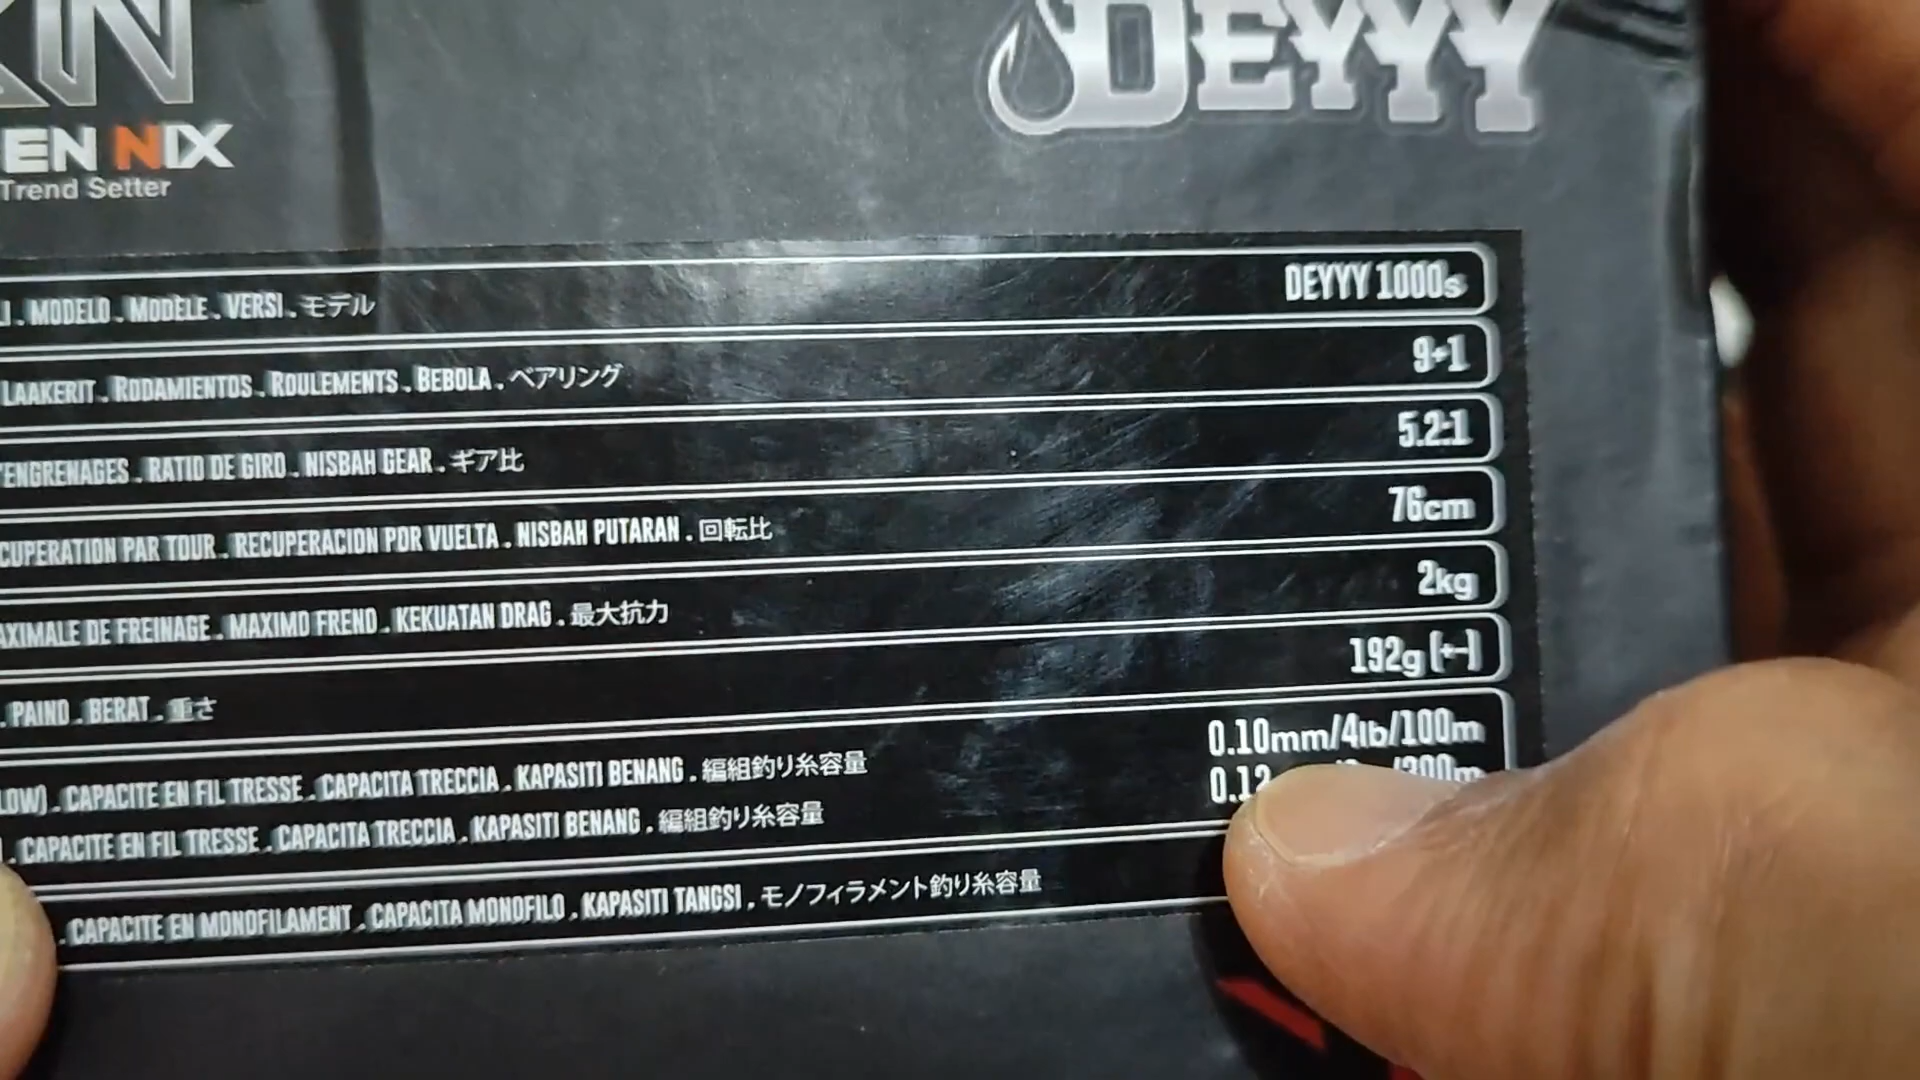 DEYYY
EN NIX
Trend Setter
MODELO . MODÈLE . VERSI . モデル DEYYY 1000s
LAAKERIT . RODAMIENTOS . ROULEMENTS . BEBOLA . ベアリング 9+1
'ENGRENAGES . RATIO DE GIRO . NISBAH GEAR . ギア比 5.2:1
CUPERATION PAR TOUR . RECUPERACION POR VUELTA . NISBAH PUTARAN . 回転比 76cm
AXIMALE DE FREINAGE . MAXIMO FRENO . KEKUATAN DRAG . 最大抗力 2kg
. PAINO . BERAT . 重さ 192g (+-)
LOW) . CAPACITE EN FIL TRESSE . CAPACITA TRECCIA . KAPASITI BENANG . 編組釣り糸容量 0.10mm/4lb/100m
. CAPACITE EN FIL TRESSE . CAPACITA TRECCIA . KAPASITI BENANG . 編組釣り糸容量 0.12
. CAPACITE EN MONOFILAMENT . CAPACITA MONOFILO . KAPASITI TANGSI . モノフィラメント釣り糸容量